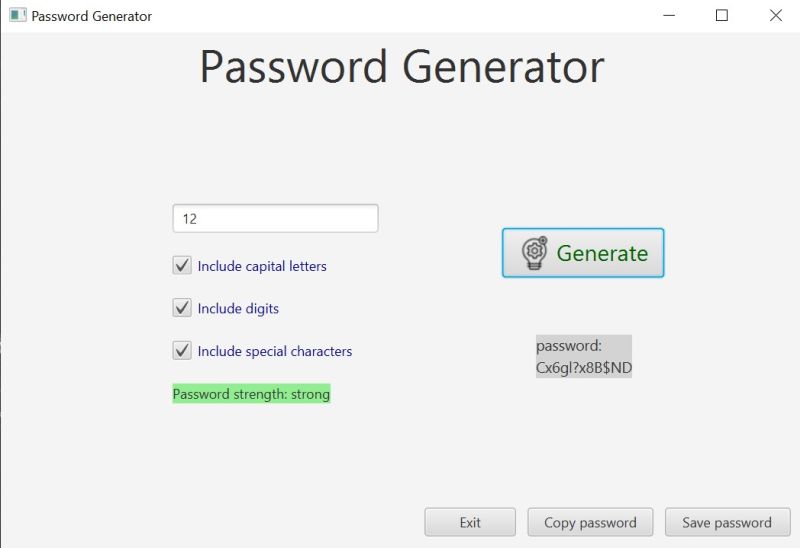 Password Generator
Password Generator
12
Include capital letters
Include digits
Include special characters
Password strength: strong
Generate
password:
Cx6gl?x8B$ND
Exit
Copy password
Save password